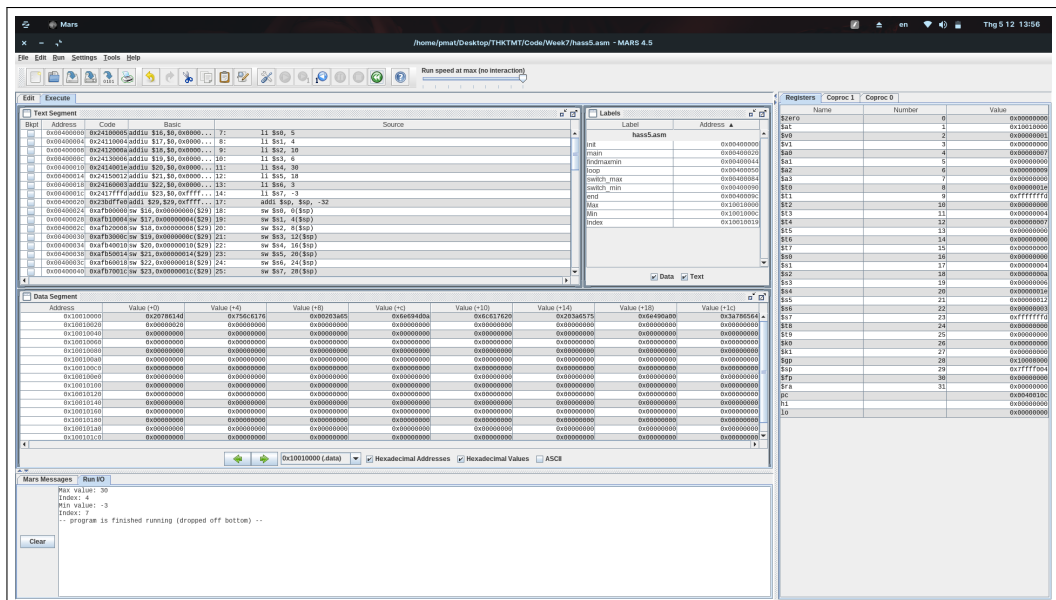 Mars
en
Thg 5 12 13:56
/home/pmat/Desktop/THKTMT/Code/Week7/hass5.asm - MARS 4.5
File Edit Run Settings Tools Help
Run speed at max (no interaction)
Edit Execute
Text Segment
Bkpt Address Code Basic Source
0x00400000 0x24100005 addiu $16,$0,0x0000... 7: li $s0, 5
0x00400004 0x24110004 addiu $17,$0,0x0000... 8: li $s1, 4
0x00400008 0x2412000a addiu $18,$0,0x0000... 9: li $s2, 10
0x0040000c 0x24130006 addiu $19,$0,0x0000... 10: li $s3, 6
0x00400010 0x2414001e addiu $20,$0,0x0000... 11: li $s4, 30
0x00400014 0x24150012 addiu $21,$0,0x0000... 12: li $s5, 18
0x00400018 0x24160003 addiu $22,$0,0x0000... 13: li $s6, 3
0x0040001c 0x2417fffd addiu $23,$0,0xffff... 14: li $s7, -3
0x00400020 0x23bdffe0 addi $29,$29,0xffff... 17: addi $sp, $sp, -32
0x00400024 0xafb00000 sw $16,0x00000000($29) 18: sw $s0, 0($sp)
0x00400028 0xafb10004 sw $17,0x00000004($29) 19: sw $s1, 4($sp)
0x0040002c 0xafb20008 sw $18,0x00000008($29) 20: sw $s2, 8($sp)
0x00400030 0xafb3000c sw $19,0x0000000c($29) 21: sw $s3, 12($sp)
0x00400034 0xafb40010 sw $20,0x00000010($29) 22: sw $s4, 16($sp)
0x00400038 0xafb50014 sw $21,0x00000014($29) 23: sw $s5, 20($sp)
0x0040003c 0xafb60018 sw $22,0x00000018($29) 24: sw $s6, 24($sp)
0x00400040 0xafb7001c sw $23,0x0000001c($29) 25: sw $s7, 28($sp)
Labels
Label Address ▲
hass5.asm
init 0x00400000
main 0x00400020
findmaxmin 0x00400044
loop 0x00400050
switch_max 0x00400084
switch_min 0x00400090
end 0x0040009c
Max 0x10010000
Min 0x1001000c
Index 0x10010019
Data Text
Data Segment
Address Value (+0) Value (+4) Value (+8) Value (+c) Value (+10) Value (+14) Value (+18) Value (+1c)
0x10010000 0x2078614d 0x756c6176 0x00203a65 0x6e694d0a 0x6c617620 0x203a6575 0x6e490a00 0x3a786564
0x10010020 0x00000020 0x00000000 0x00000000 0x00000000 0x00000000 0x00000000 0x00000000 0x00000000
0x10010040 0x00000000 0x00000000 0x00000000 0x00000000 0x00000000 0x00000000 0x00000000 0x00000000
0x10010060 0x00000000 0x00000000 0x00000000 0x00000000 0x00000000 0x00000000 0x00000000 0x00000000
0x10010080 0x00000000 0x00000000 0x00000000 0x00000000 0x00000000 0x00000000 0x00000000 0x00000000
0x100100a0 0x00000000 0x00000000 0x00000000 0x00000000 0x00000000 0x00000000 0x00000000 0x00000000
0x100100c0 0x00000000 0x00000000 0x00000000 0x00000000 0x00000000 0x00000000 0x00000000 0x00000000
0x100100e0 0x00000000 0x00000000 0x00000000 0x00000000 0x00000000 0x00000000 0x00000000 0x00000000
0x10010100 0x00000000 0x00000000 0x00000000 0x00000000 0x00000000 0x00000000 0x00000000 0x00000000
0x10010120 0x00000000 0x00000000 0x00000000 0x00000000 0x00000000 0x00000000 0x00000000 0x00000000
0x10010140 0x00000000 0x00000000 0x00000000 0x00000000 0x00000000 0x00000000 0x00000000 0x00000000
0x10010160 0x00000000 0x00000000 0x00000000 0x00000000 0x00000000 0x00000000 0x00000000 0x00000000
0x10010180 0x00000000 0x00000000 0x00000000 0x00000000 0x00000000 0x00000000 0x00000000 0x00000000
0x100101a0 0x00000000 0x00000000 0x00000000 0x00000000 0x00000000 0x00000000 0x00000000 0x00000000
0x100101c0 0x00000000 0x00000000 0x00000000 0x00000000 0x00000000 0x00000000 0x00000000 0x00000000
0x10010000 (.data) Hexadecimal Addresses Hexadecimal Values ASCII
Mars Messages Run I/O
Max value: 30
Index: 4
Min value: -3
Index: 7
-- program is finished running (dropped off bottom) --
Clear
Registers Coproc 1 Coproc 0
Name Number Value
$zero 0 0x00000000
$at 1 0x10010000
$v0 2 0x00000001
$v1 3 0x00000000
$a0 4 0x00000007
$a1 5 0x00000000
$a2 6 0x00000009
$a3 7 0x00000000
$t0 8 0x0000001e
$t1 9 0xfffffffd
$t2 10 0x00000000
$t3 11 0x00000004
$t4 12 0x00000007
$t5 13 0x00000000
$t6 14 0x00000000
$t7 15 0x00000000
$s0 16 0x00000000
$s1 17 0x00000004
$s2 18 0x0000000a
$s3 19 0x00000006
$s4 20 0x0000001e
$s5 21 0x00000012
$s6 22 0x00000003
$s7 23 0xfffffffd
$t8 24 0x00000000
$t9 25 0x00000000
$k0 26 0x00000000
$k1 27 0x00000000
$gp 28 0x10008000
$sp 29 0x7ffff004
$fp 30 0x00000000
$ra 31 0x00000000
pc 0x0040010c
hi 0x00000000
lo 0x00000000